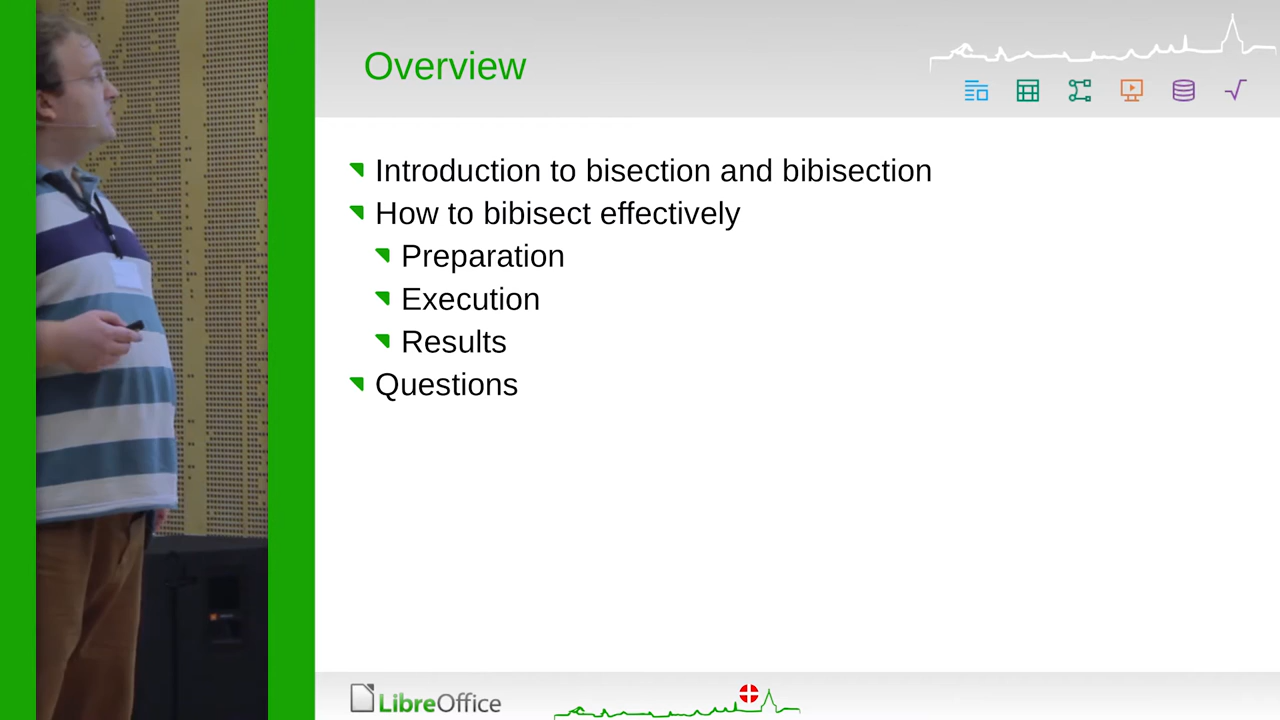 Overview
Introduction to bisection and bibisection
How to bibisect effectively
Preparation
Execution
Results
Questions
LibreOffice